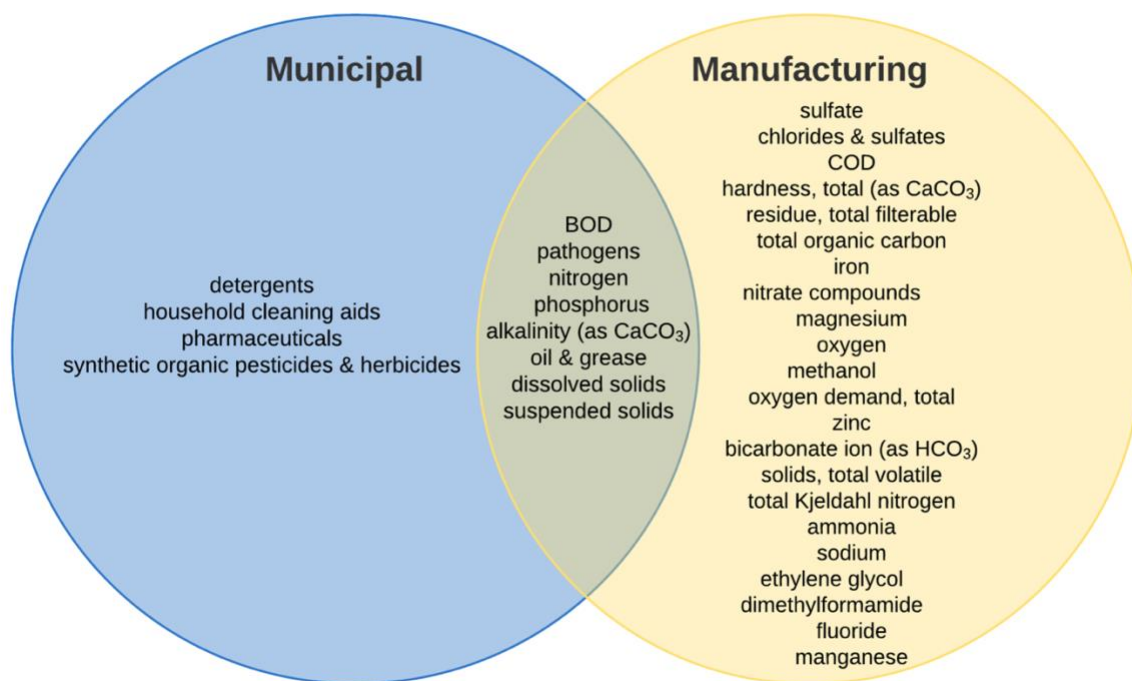 Municipal
detergents
household cleaning aids
pharmaceuticals
synthetic organic pesticides & herbicides
BOD
pathogens
nitrogen
phosphorus
alkalinity (as CaCO₃)
oil & grease
dissolved solids
suspended solids
Manufacturing
sulfate
chlorides & sulfates
COD
hardness, total (as CaCO₃)
residue, total filterable
total organic carbon
iron
nitrate compounds
magnesium
oxygen
methanol
oxygen demand, total
zinc
bicarbonate ion (as HCO₃)
solids, total volatile
total Kjeldahl nitrogen
ammonia
sodium
ethylene glycol
dimethylformamide
fluoride
manganese